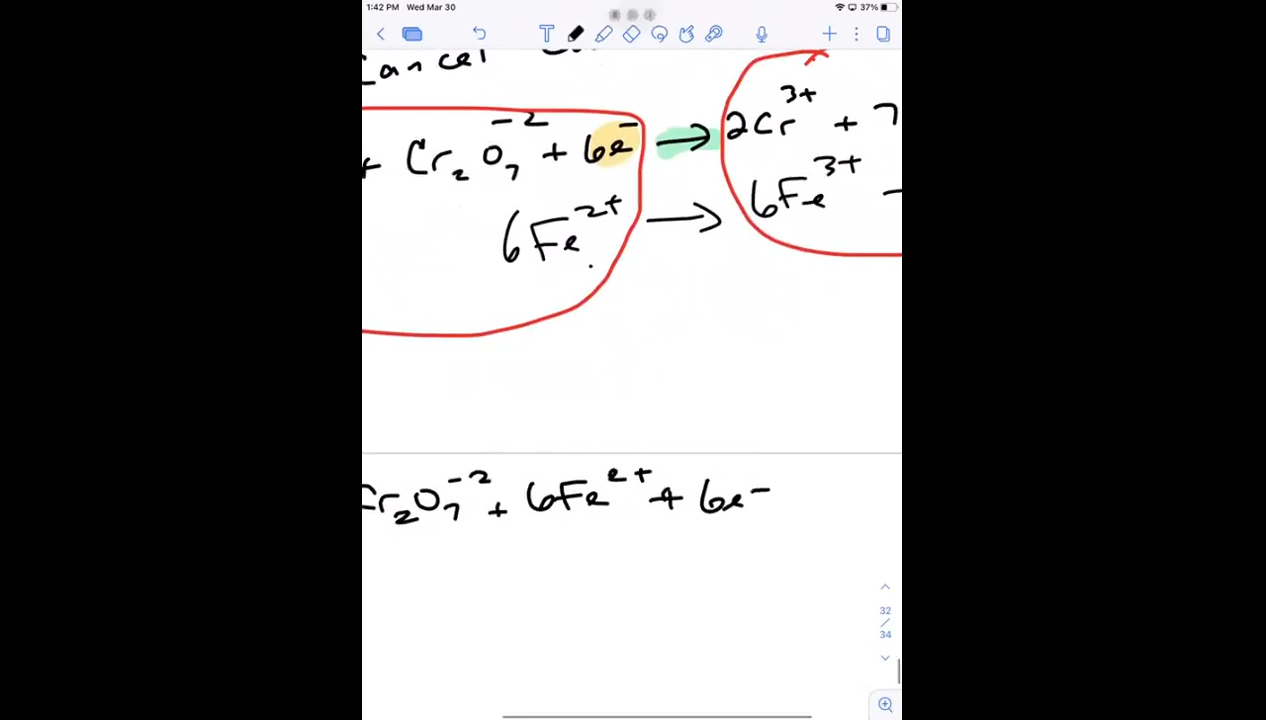 1:42 PM Wed Mar 30 37%
Cancel
+ Cr₂O₇⁻² + 6e⁻ → 2Cr³⁺ + 7
6Fe²⁺ → 6Fe³⁺
Cr₂O₇⁻² + 6Fe²⁺ + 6e⁻
32
/
34